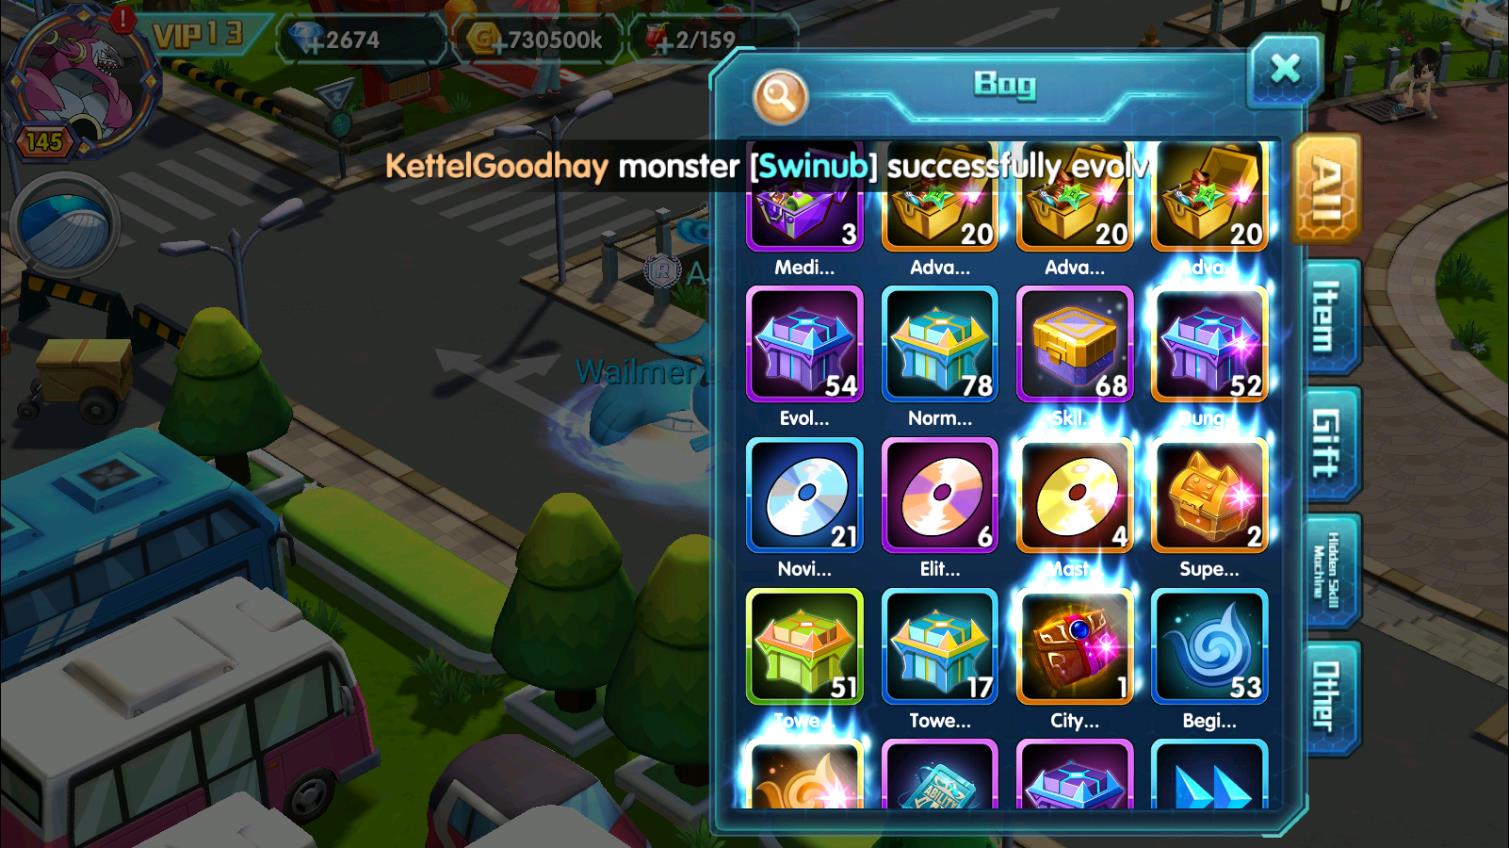 VIP13
2674
730500k
2/159
145
Bag
KettelGoodhay monster [Swinub] successfully evolv
All
Item
Gift
Hidden Skill Machine
Other
3
20
20
20
Medi...
Adva...
Adva...
Adva...
54
78
68
52
Evol...
Norm...
Skil...
Dung...
21
6
4
2
Novi...
Elit...
Mast...
Supe...
51
17
1
53
Towe...
Towe...
City...
Begi...
ABILITY
R
Wailmer